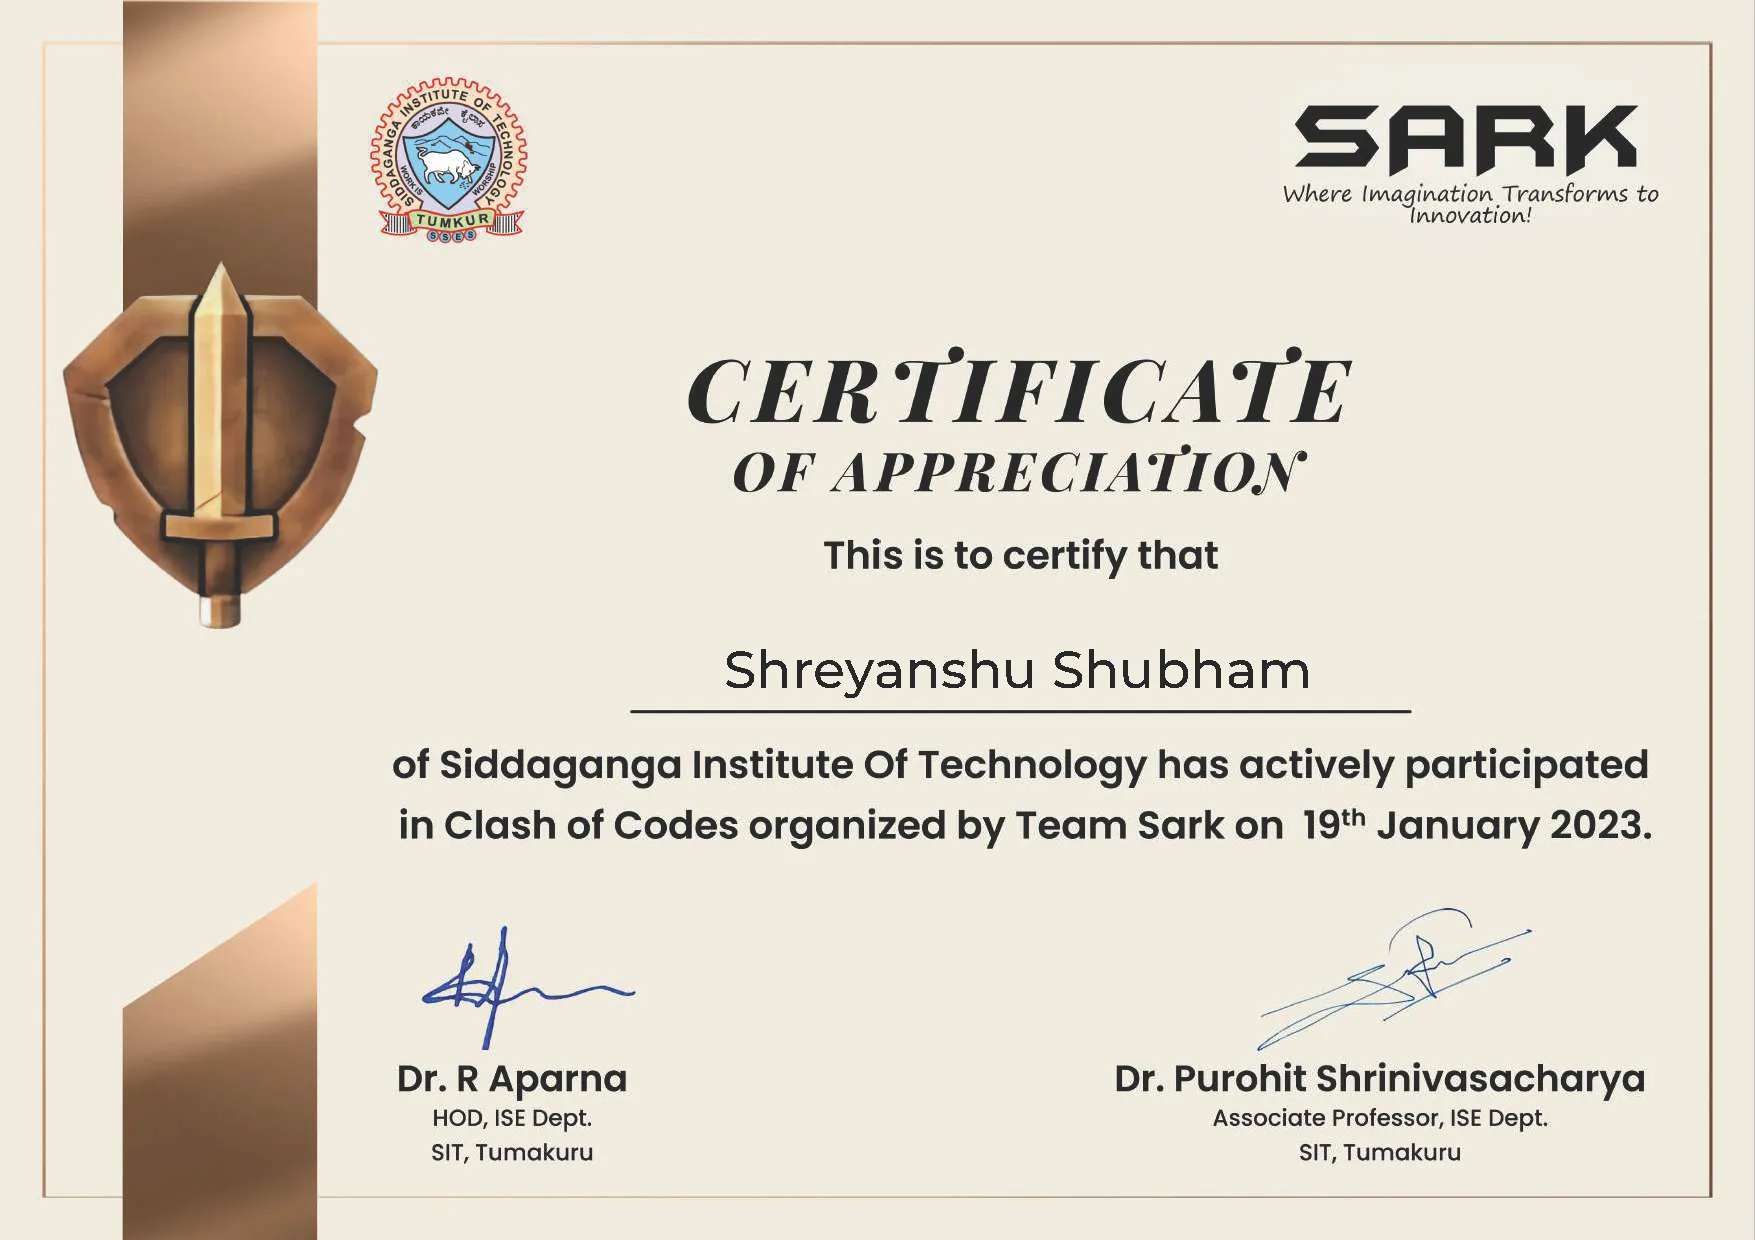 SIDDAGANGA INSTITUTE OF TECHNOLOGY
ಕಾಯಕವೇ ಕೈಲಾಸ
WORK IS WORSHIP
TUMKUR
SSES
SARK
Where Imagination Transforms to
Innovation!
CERTIFICATE
OF APPRECIATION
This is to certify that
Shreyanshu Shubham
of Siddaganga Institute Of Technology has actively participated
in Clash of Codes organized by Team Sark on 19th January 2023.
Dr. R Aparna
HOD, ISE Dept.
SIT, Tumakuru
Dr. Purohit Shrinivasacharya
Associate Professor, ISE Dept.
SIT, Tumakuru